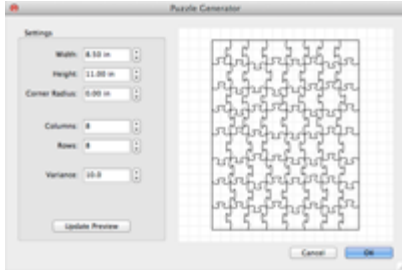 Puzzle Generator
Settings
Width: 8.50 in
Height: 11.00 in
Corner Radius: 0.00 in
Columns: 8
Rows: 8
Variance: 10.0
Update Preview
Cancel
OK